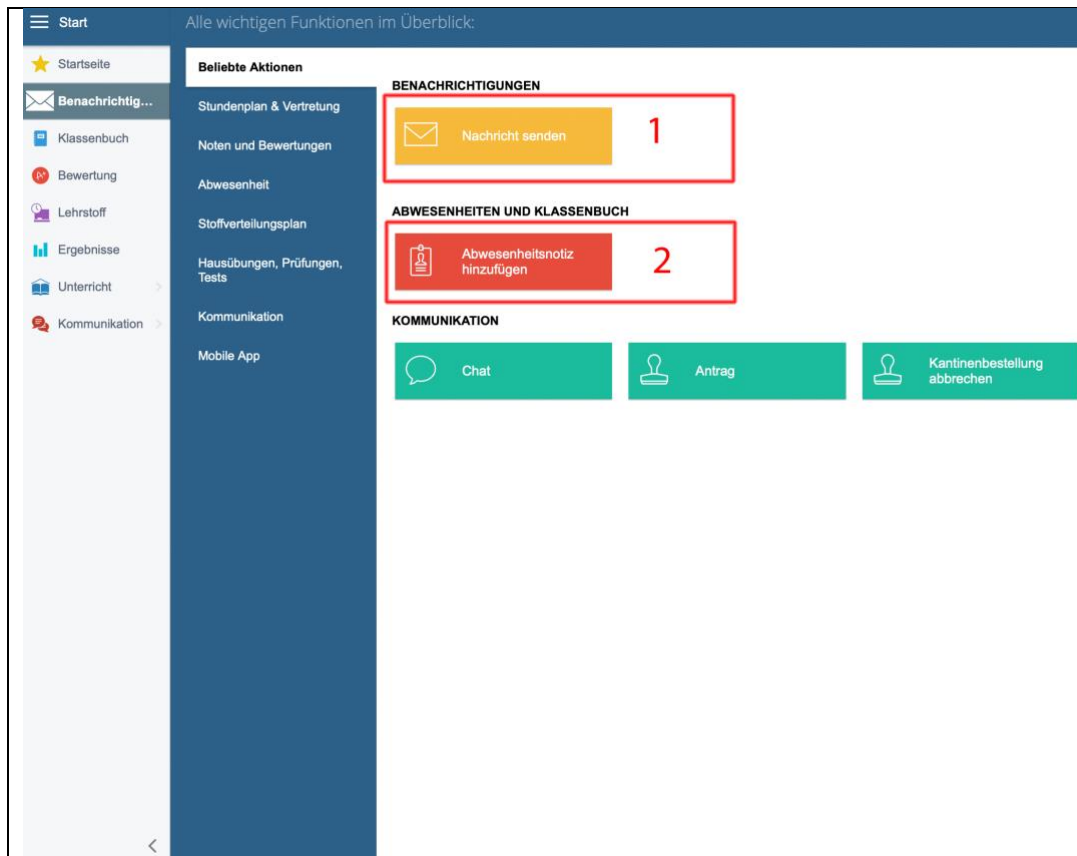 Start
Alle wichtigen Funktionen im Überblick:
Startseite
Benachrichtig...
Klassenbuch
Bewertung
Lehrstoff
Ergebnisse
Unterricht
Kommunikation
Beliebte Aktionen
Stundenplan & Vertretung
Noten und Bewertungen
Abwesenheit
Stoffverteilungsplan
Hausübungen, Prüfungen,
Tests
Kommunikation
Mobile App
BENACHRICHTIGUNGEN
Nachricht senden
1
ABWESENHEITEN UND KLASSENBUCH
Abwesenheitsnotiz
hinzufügen
2
KOMMUNIKATION
Chat
Antrag
Kantinenbestellung
abbrechen